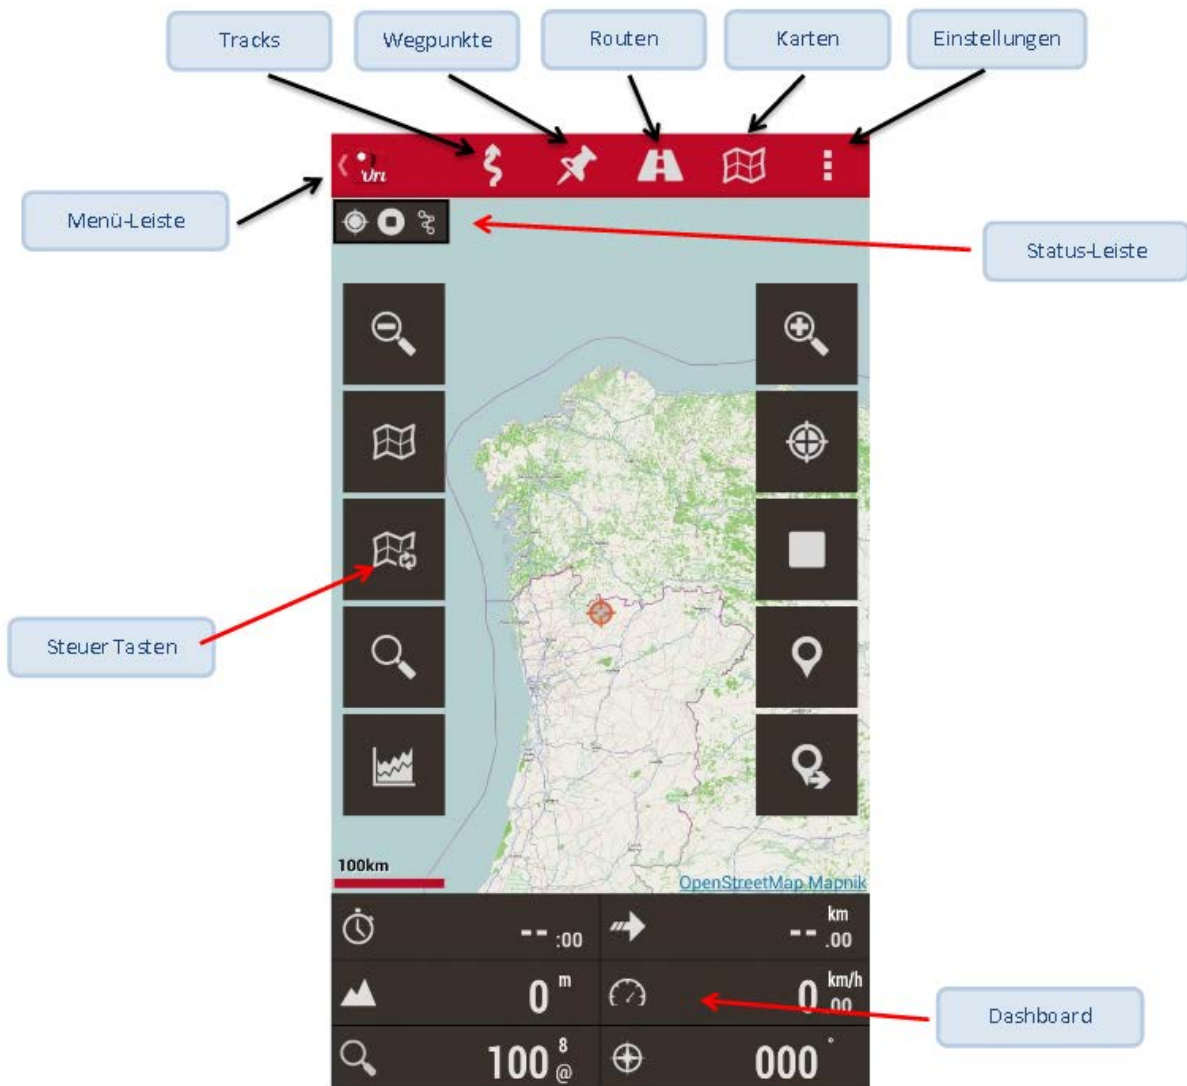 Tracks
Wegpunkte
Routen
Karten
Einstellungen
Menü-Leiste
Status-Leiste
Steuer Tasten
100km
OpenStreetMap Mapnik
-- :00
-- km .00
0 m
0 km/h .00
Dashboard
100 8 @
000 °